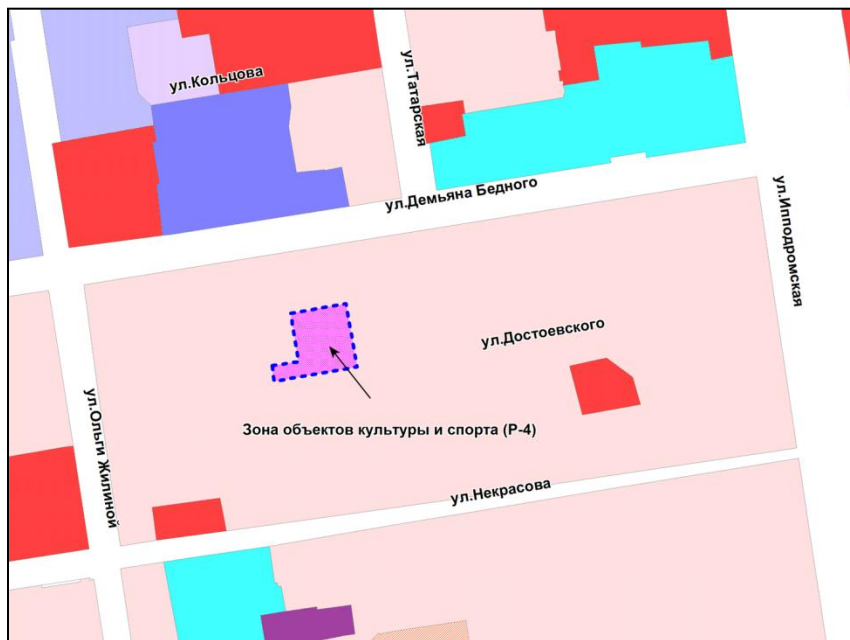 ул.Кольцова
ул.Татарская
ул.Демьяна Бедного
ул.Ипподромская
ул.Достоевского
Зона объектов культуры и спорта (Р-4)
ул.Ольги Жилиной
ул.Некрасова